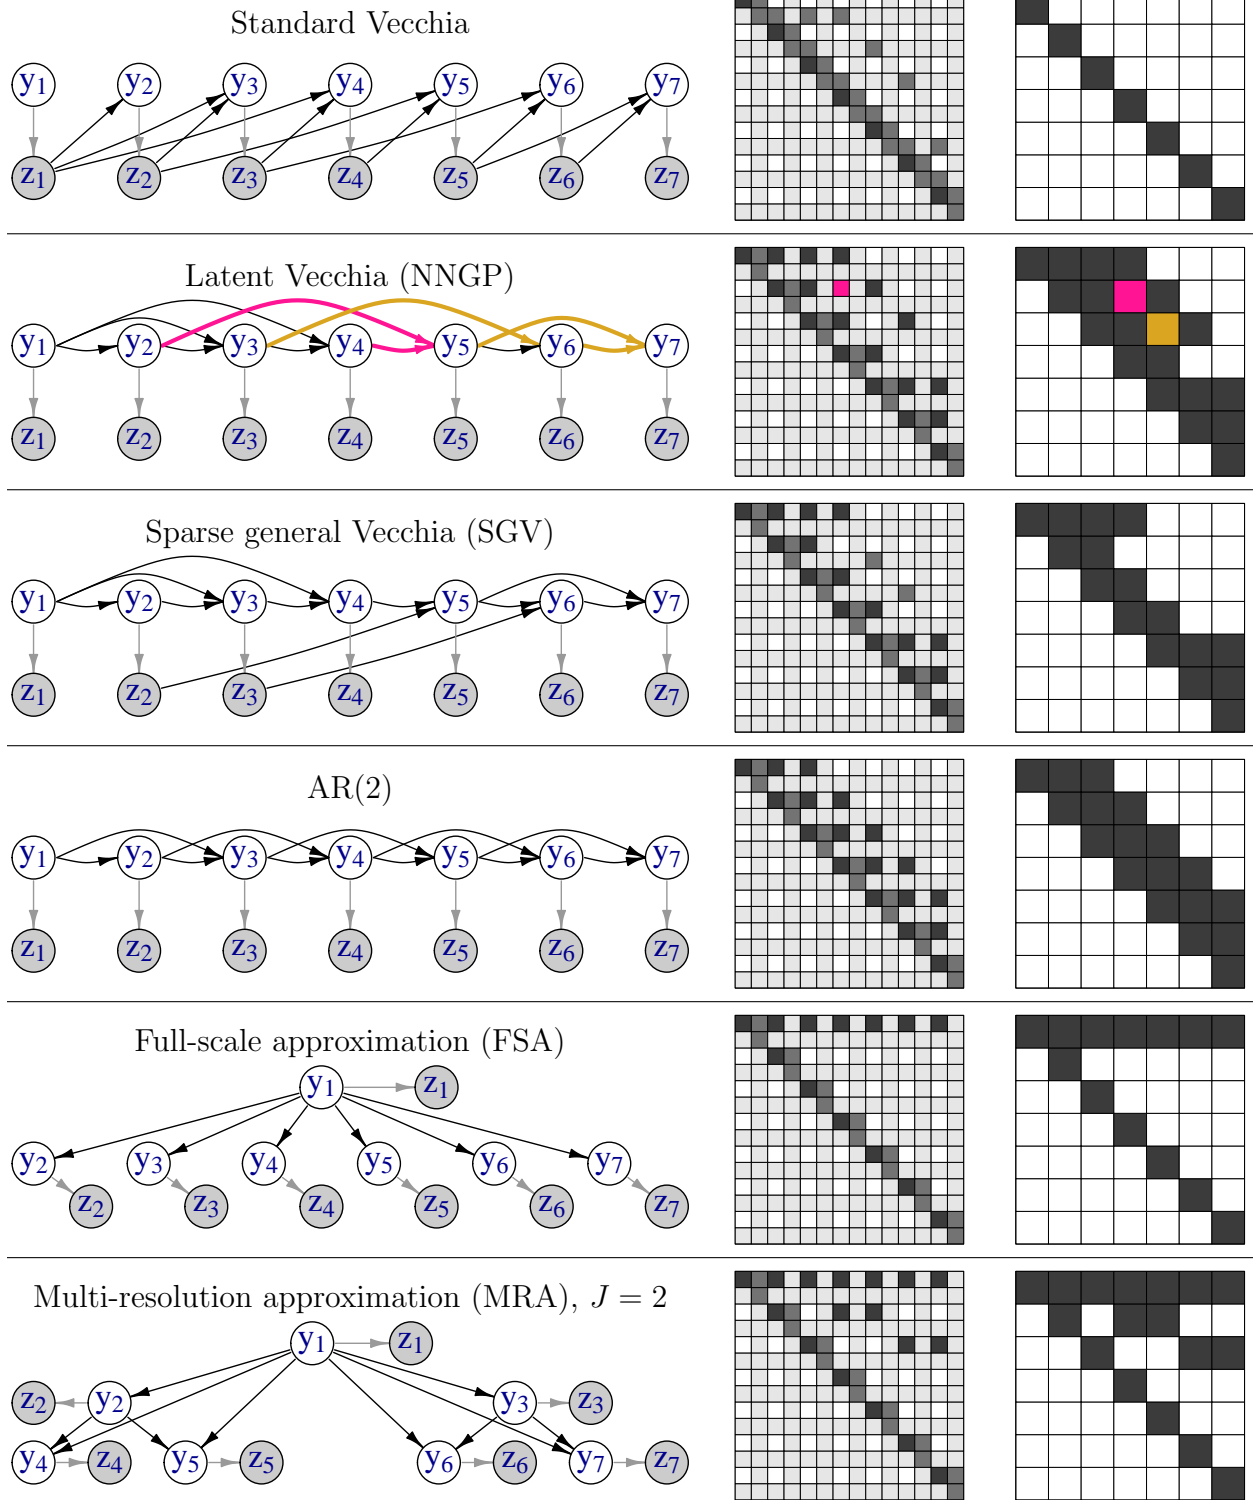 Standard Vecchia
y1 y2 y3 y4 y5 y6 y7
z1 z2 z3 z4 z5 z6 z7
Latent Vecchia (NNGP)
y1 y2 y3 y4 y5 y6 y7
z1 z2 z3 z4 z5 z6 z7
Sparse general Vecchia (SGV)
y1 y2 y3 y4 y5 y6 y7
z1 z2 z3 z4 z5 z6 z7
AR(2)
y1 y2 y3 y4 y5 y6 y7
z1 z2 z3 z4 z5 z6 z7
Full-scale approximation (FSA)
y1 z1
y2 y3 y4 y5 y6 y7
z2 z3 z4 z5 z6 z7
Multi-resolution approximation (MRA), J = 2
y1 z1
z2 y2 y3 z3
y4 z4 y5 z5 y6 z6 y7 z7